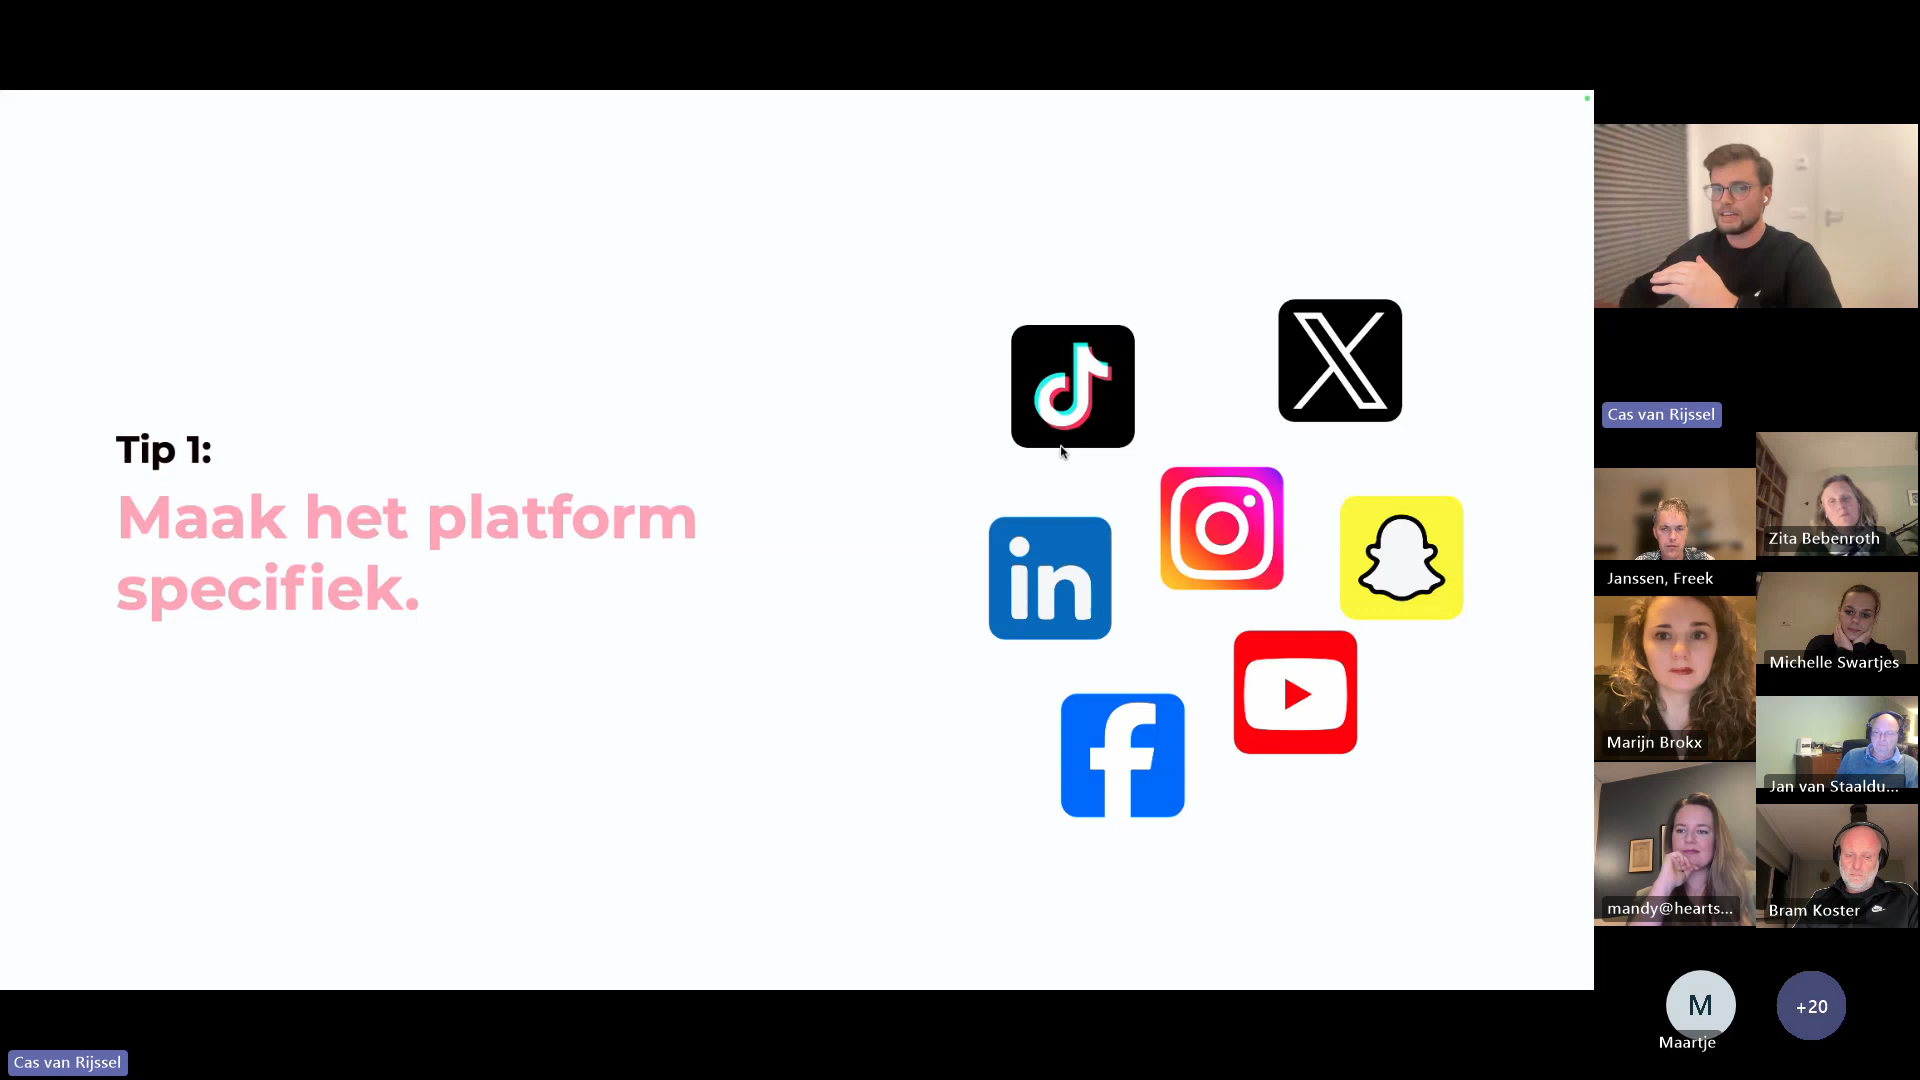 Tip 1:
Maak het platform
specifiek.
in
Cas van Rijssel
Janssen, Freek
Zita Bebenroth
Marijn Brokx
Michelle Swartjes
Jan van Staaldu...
mandy@hearts...
Bram Koster
M
Maartje
+20
Cas van Rijssel